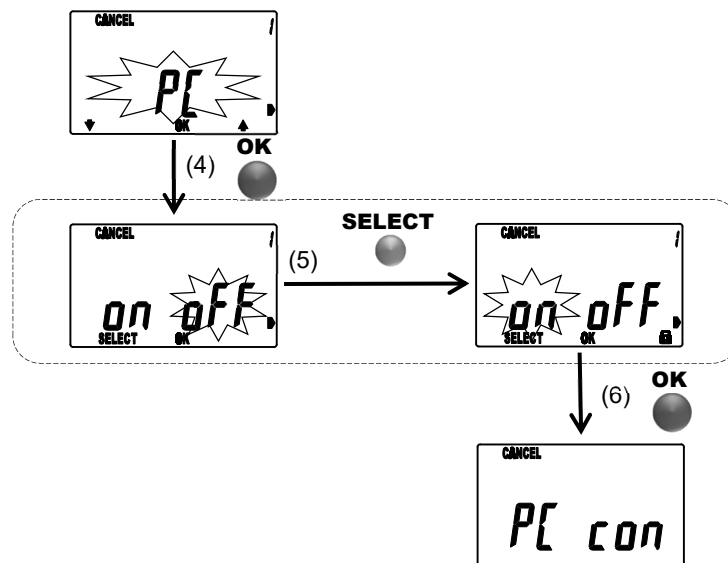 CANCEL
1
PC
OK
OK
(4)
CANCEL
1
on oFF
SELECT OK
(5)
SELECT
CANCEL
1
on oFF
SELECT OK
(6)
OK
CANCEL
PC con